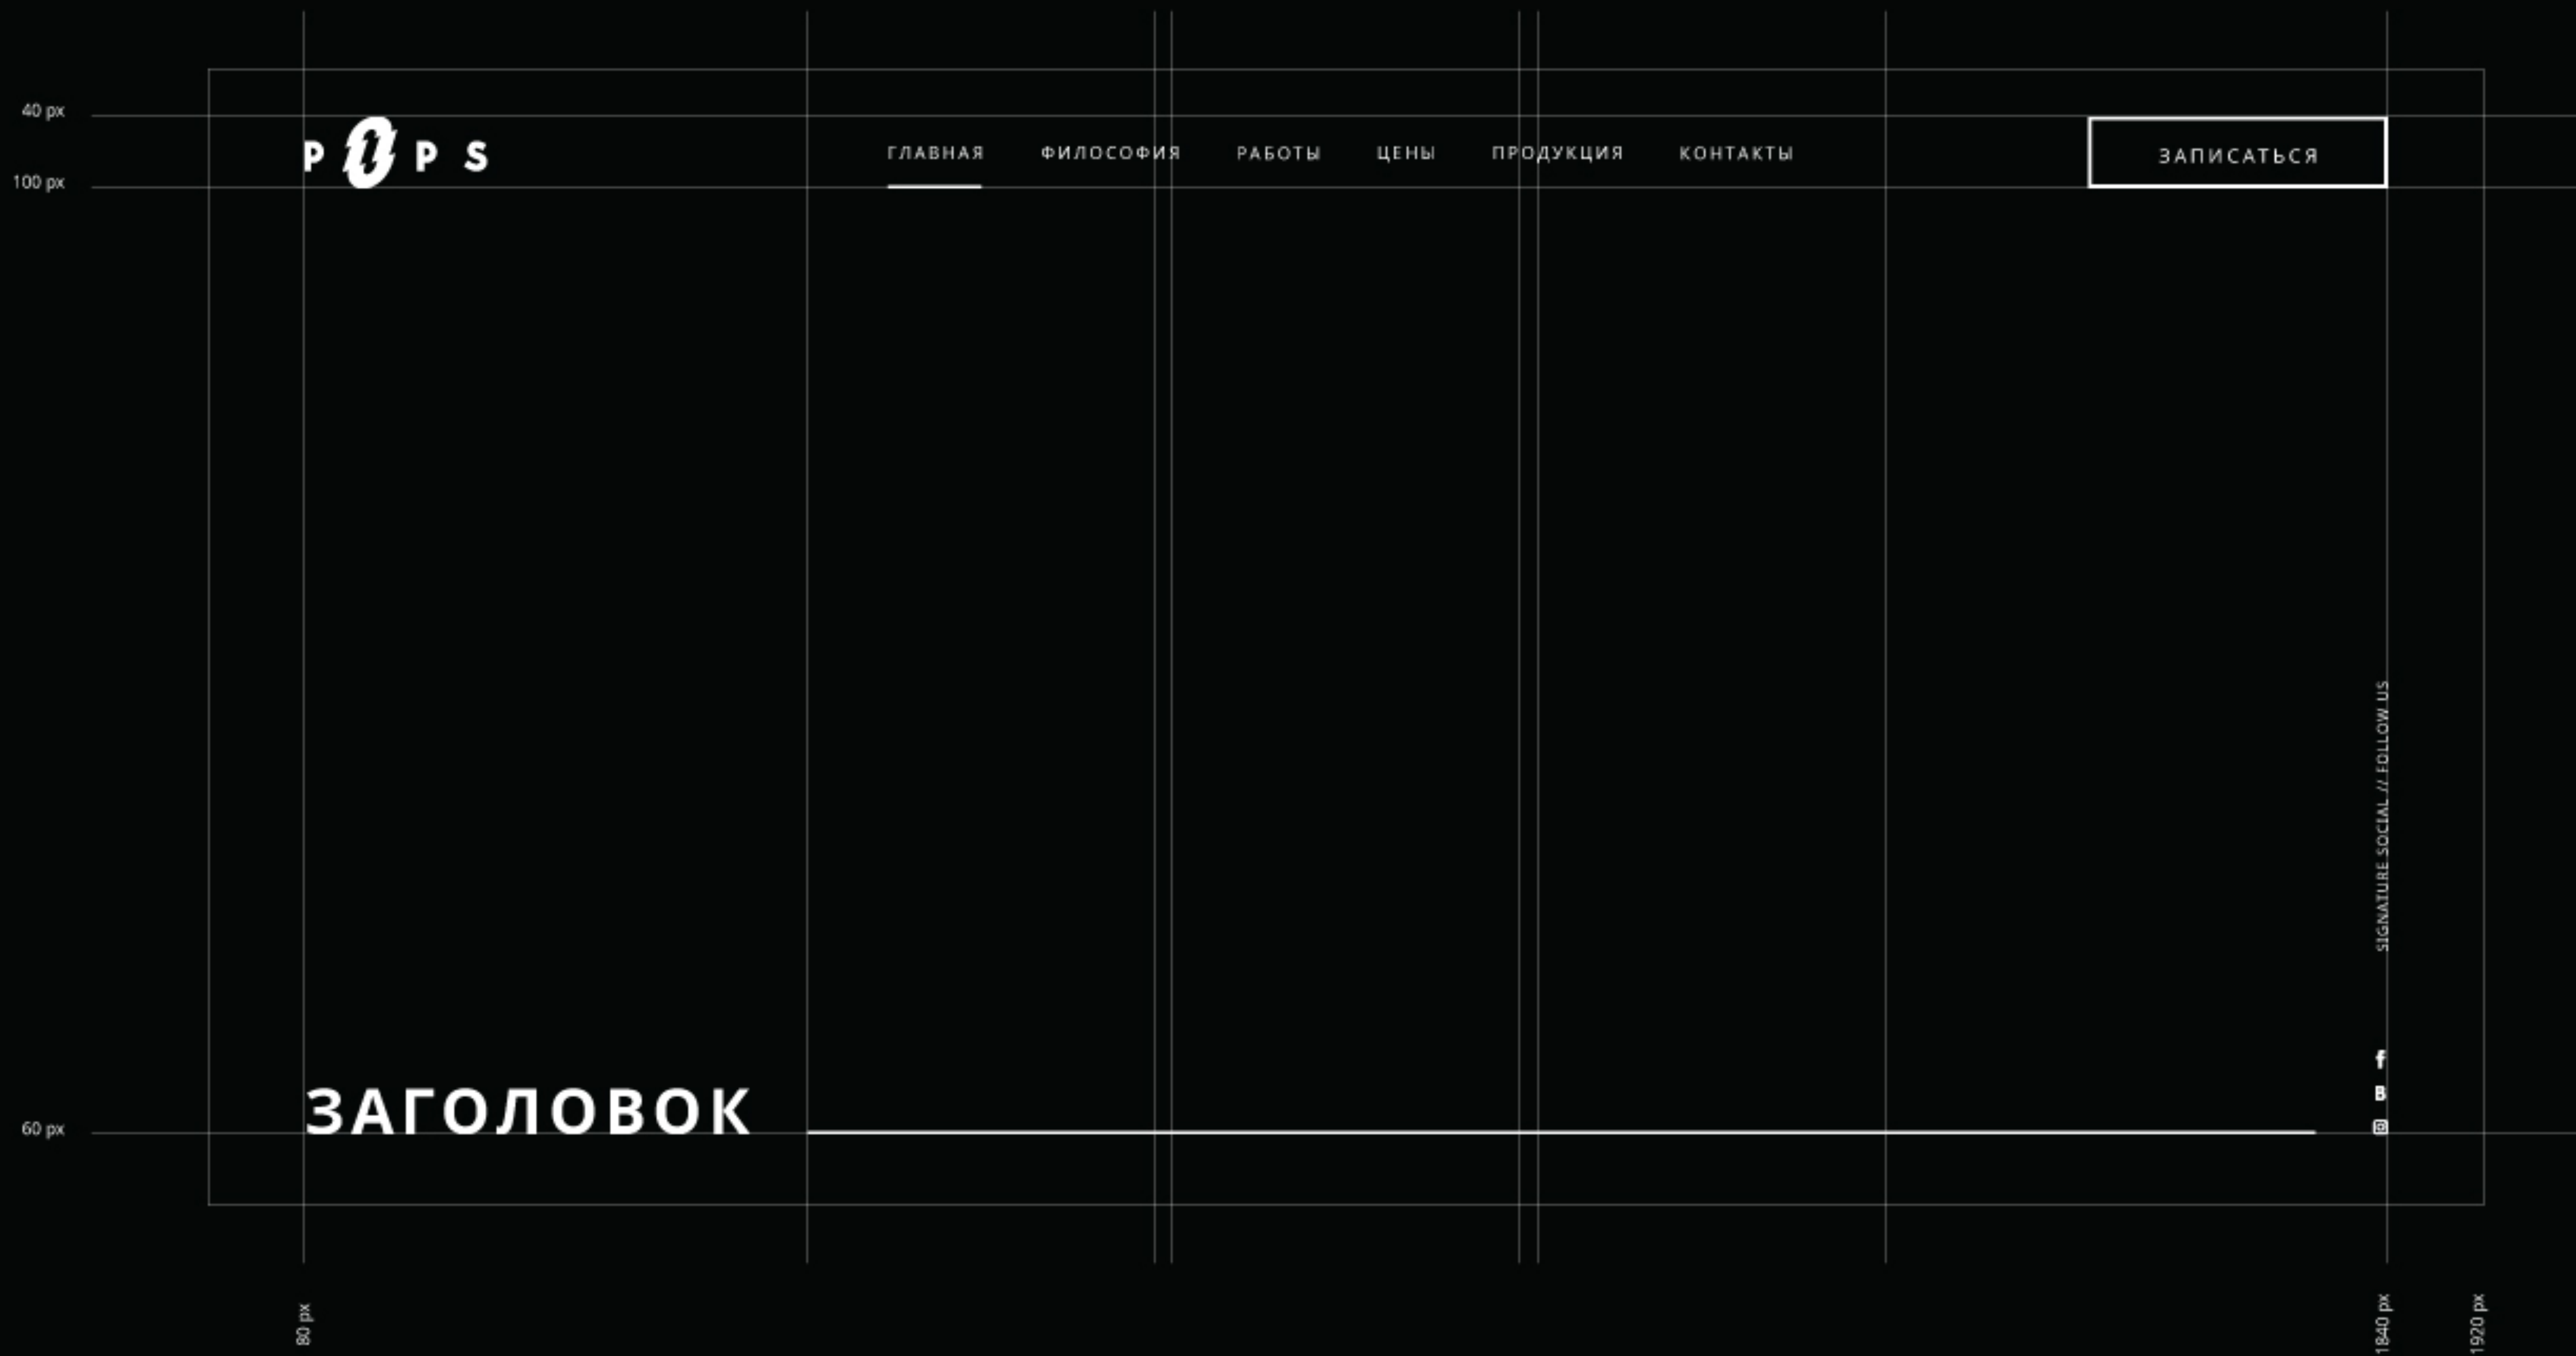 40 px
POPS
ГЛАВНАЯ ФИЛОСОФИЯ РАБОТЫ ЦЕНЫ ПРОДУКЦИЯ КОНТАКТЫ
ЗАПИСАТЬСЯ
100 px
SIGNATURE SOCIAL // FOLLOW US
f
B
ЗАГОЛОВОК
60 px
80 px
1840 px
1920 px